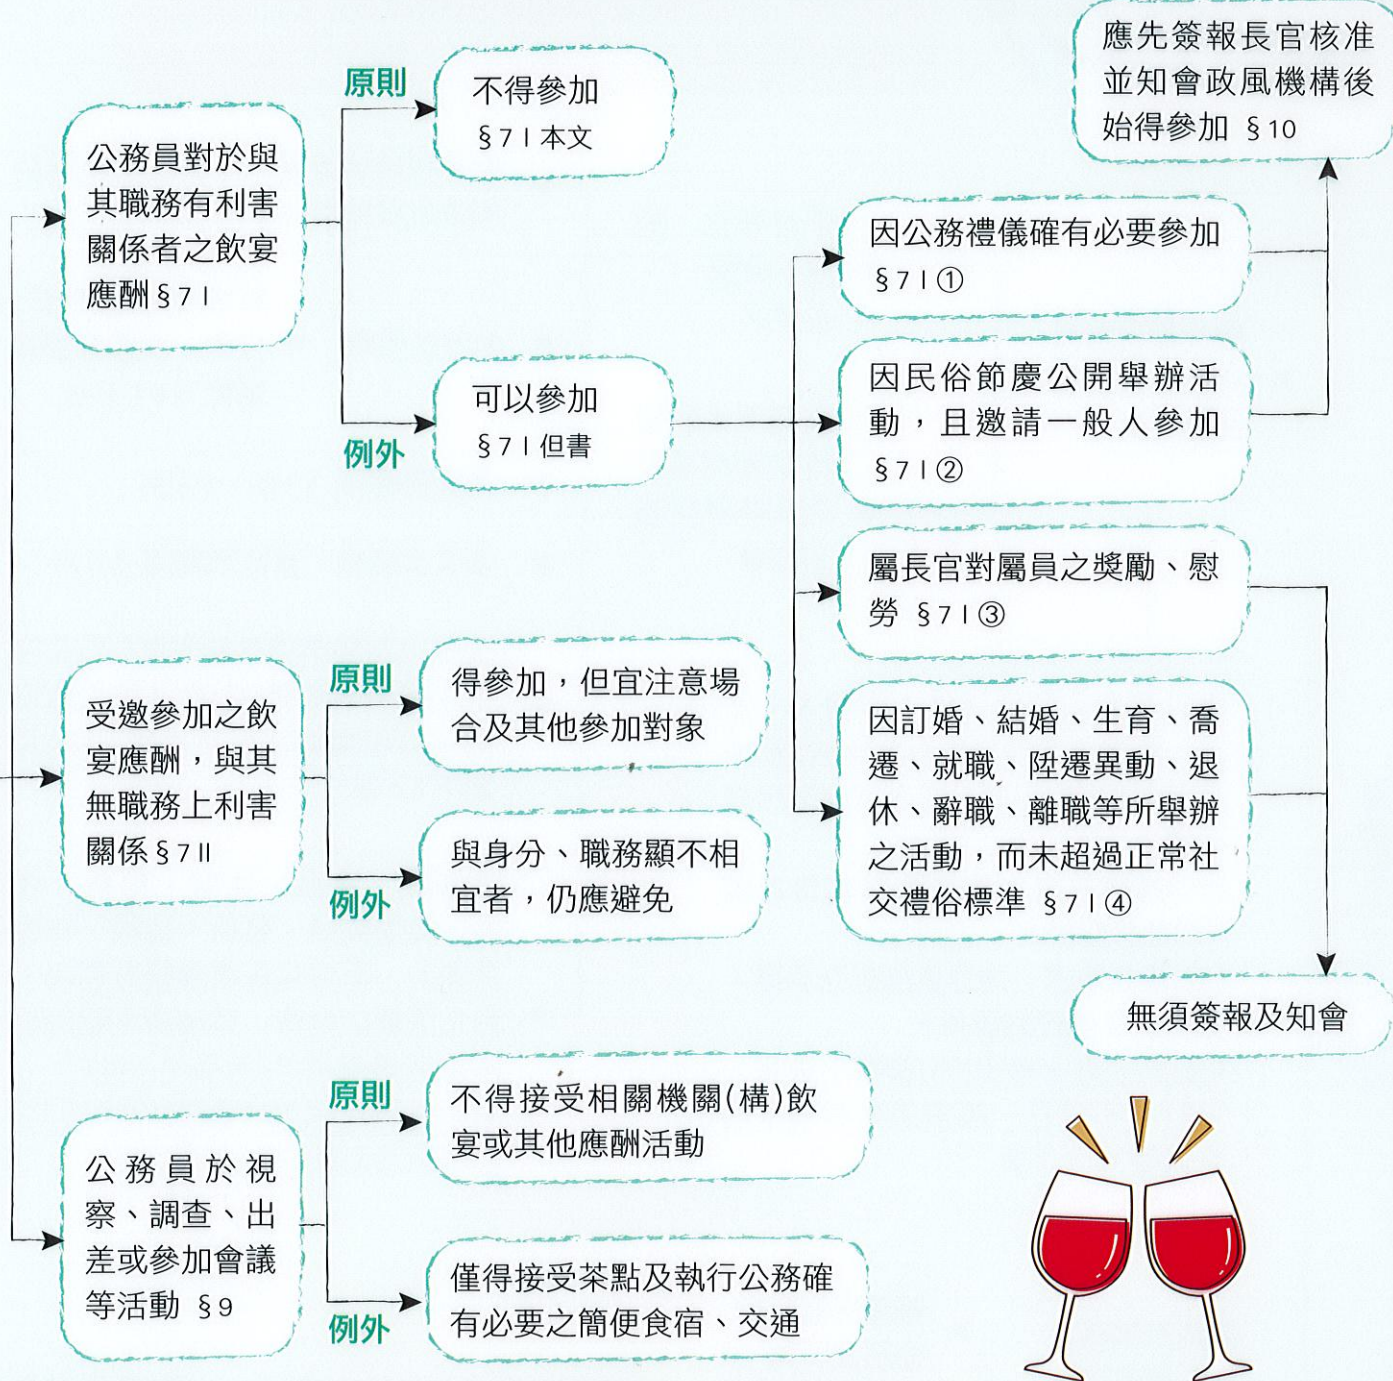 公務員對於與
其職務有利害
關係者之飲宴
應酬§7 I
原則
不得參加
§7 I 本文
例外
可以參加
§7 I 但書
因公務禮儀確有必要參加
§7 I ①
因民俗節慶公開舉辦活
動，且邀請一般人參加
§7 I ②
應先簽報長官核准
並知會政風機構後
始得參加 §10
屬長官對屬員之獎勵、慰
勞 §7 I ③
因訂婚、結婚、生育、喬
遷、就職、陞遷異動、退
休、辭職、離職等所舉辦
之活動，而未超過正常社
交禮俗標準 §7 I ④
無須簽報及知會
受邀參加之飲
宴應酬，與其
無職務上利害
關係§7 II
原則
得參加，但宜注意場
合及其他參加對象
例外
與身分、職務顯不相
宜者，仍應避免
公務員於視
察、調查、出
差或參加會議
等活動 §9
原則
不得接受相關機關(構)飲
宴或其他應酬活動
例外
僅得接受茶點及執行公務確
有必要之簡便食宿、交通